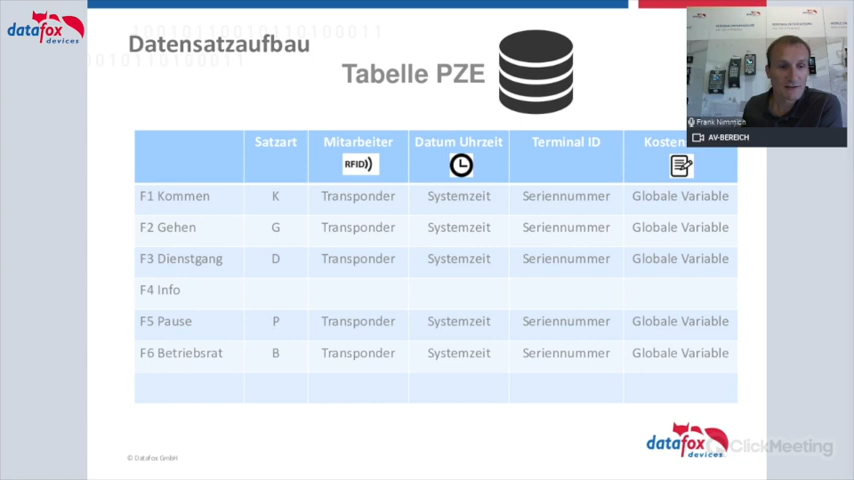 datafox
devices
Datensatzaufbau
Tabelle PZE
Frank Nimmich
AV-BEREICH
Satzart Mitarbeiter Datum Uhrzeit Terminal ID
RFID
F1 Kommen K Transponder Systemzeit Seriennummer Globale Variable
F2 Gehen G Transponder Systemzeit Seriennummer Globale Variable
F3 Dienstgang D Transponder Systemzeit Seriennummer Globale Variable
F4 Info
F5 Pause P Transponder Systemzeit Seriennummer Globale Variable
F6 Betriebsrat B Transponder Systemzeit Seriennummer Globale Variable
© Datafox GmbH
datafox
devices
ClickMeeting